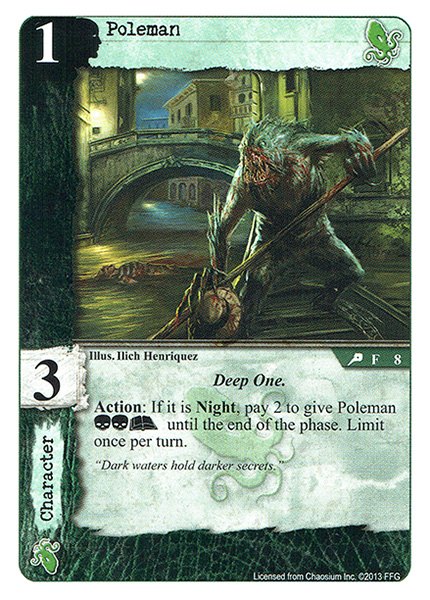 1
Poleman
Illus. Ilich Henriquez
F 8
3
Deep One.
Action: If it is Night, pay 2 to give Poleman
until the end of the phase. Limit
once per turn.
"Dark waters hold darker secrets."
Character
Licensed from Chaosium Inc. ©2013 FFG